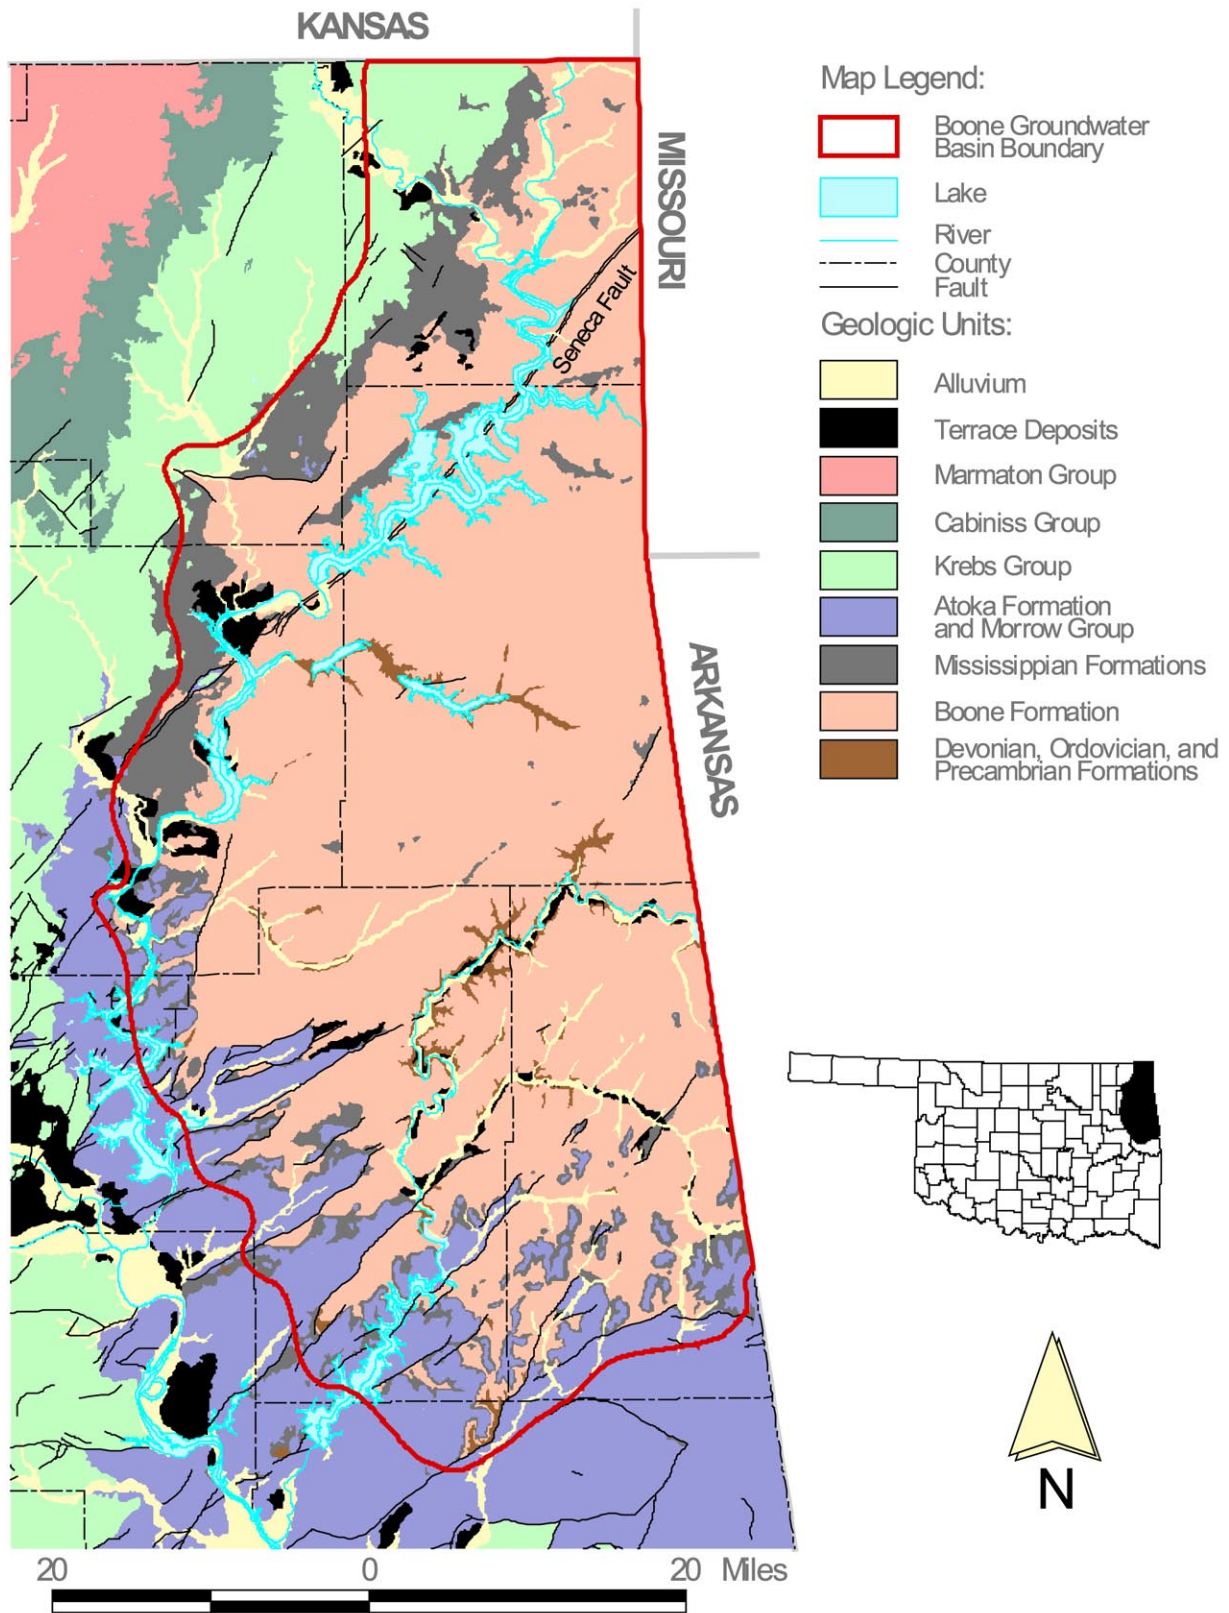 KANSAS
MISSOURI
ARKANSAS
Seneca Fault
Map Legend:
Boone Groundwater
Basin Boundary
Lake
River
County
Fault
Geologic Units:
Alluvium
Terrace Deposits
Marmaton Group
Cabiniss Group
Krebs Group
Atoka Formation
and Morrow Group
Mississippian Formations
Boone Formation
Devonian, Ordovician, and
Precambrian Formations
N
20 0 20 Miles